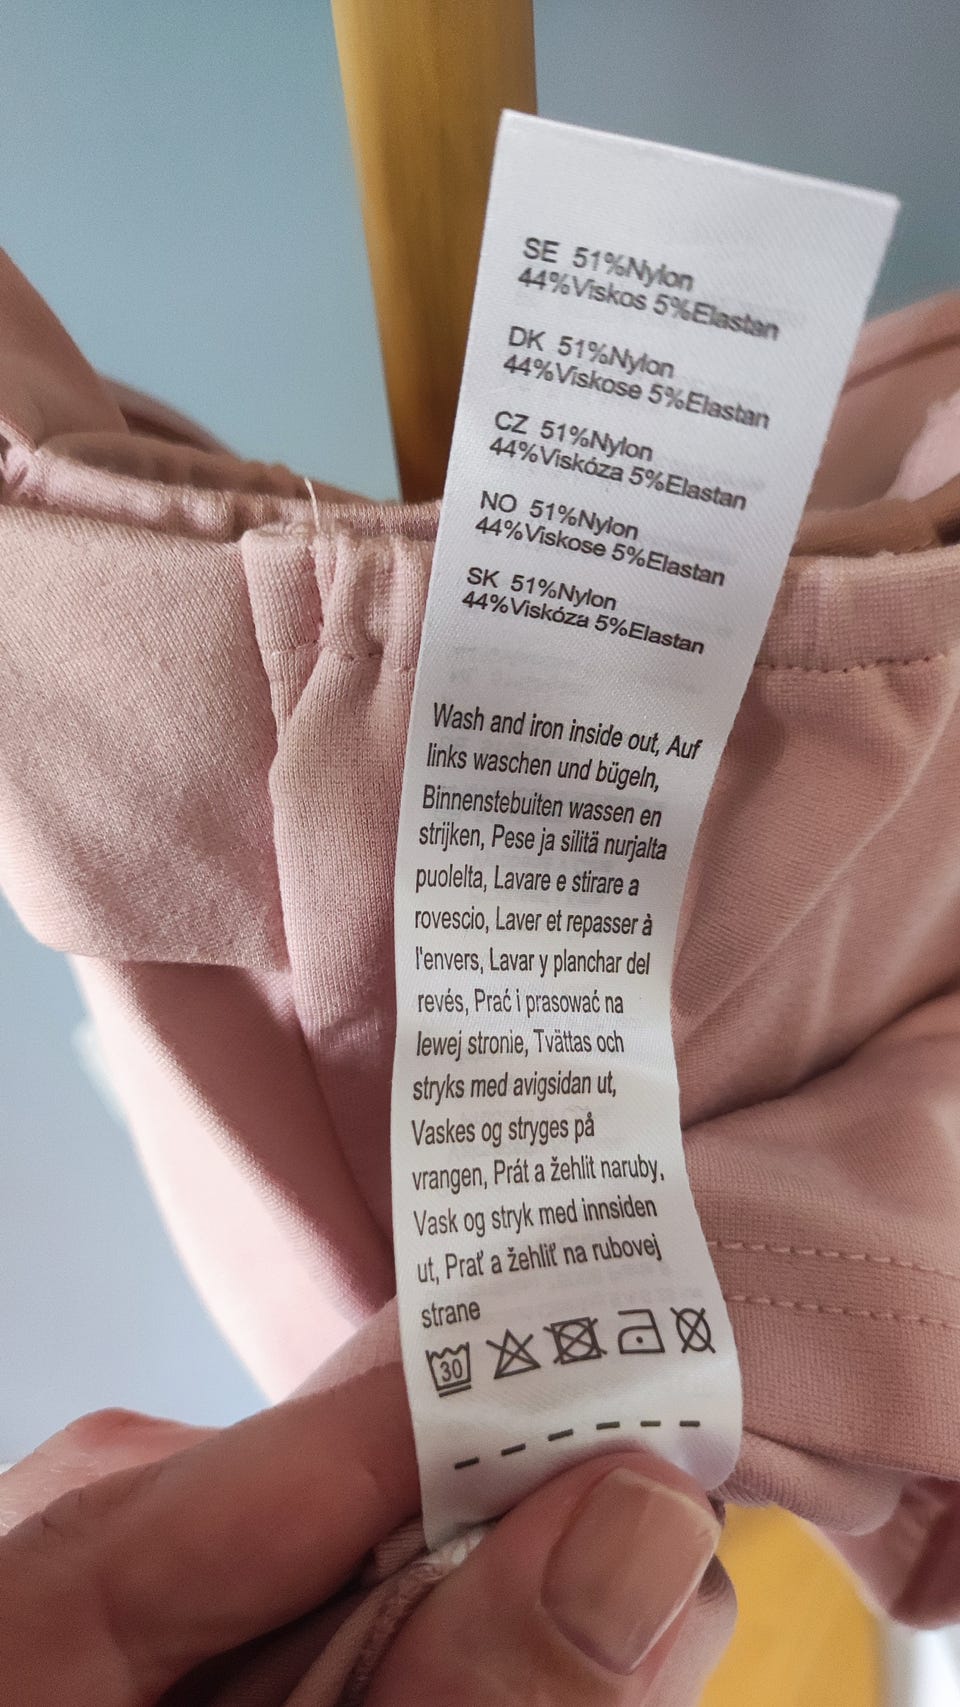 SE 51%Nylon
44%Viskos 5%Elastan
DK 51%Nylon
44%Viskose 5%Elastan
CZ 51%Nylon
44%Viskóza 5%Elastan
NO 51%Nylon
44%Viskose 5%Elastan
SK 51%Nylon
44%Viskóza 5%Elastan
Wash and iron inside out, Auf
links waschen und bügeln,
Binnenstebuiten wassen en
strijken, Pese ja silitä nurjalta
puolelta, Lavare e stirare a
rovescio, Laver et repasser à
l'envers, Lavar y planchar del
revés, Prać i prasować na
lewej stronie, Tvättas och
stryks med avigsidan ut,
Vaskes og stryges på
vrangen, Prát a žehlit naruby,
Vask og stryk med innsiden
ut, Prať a žehliť na rubovej
strane
30